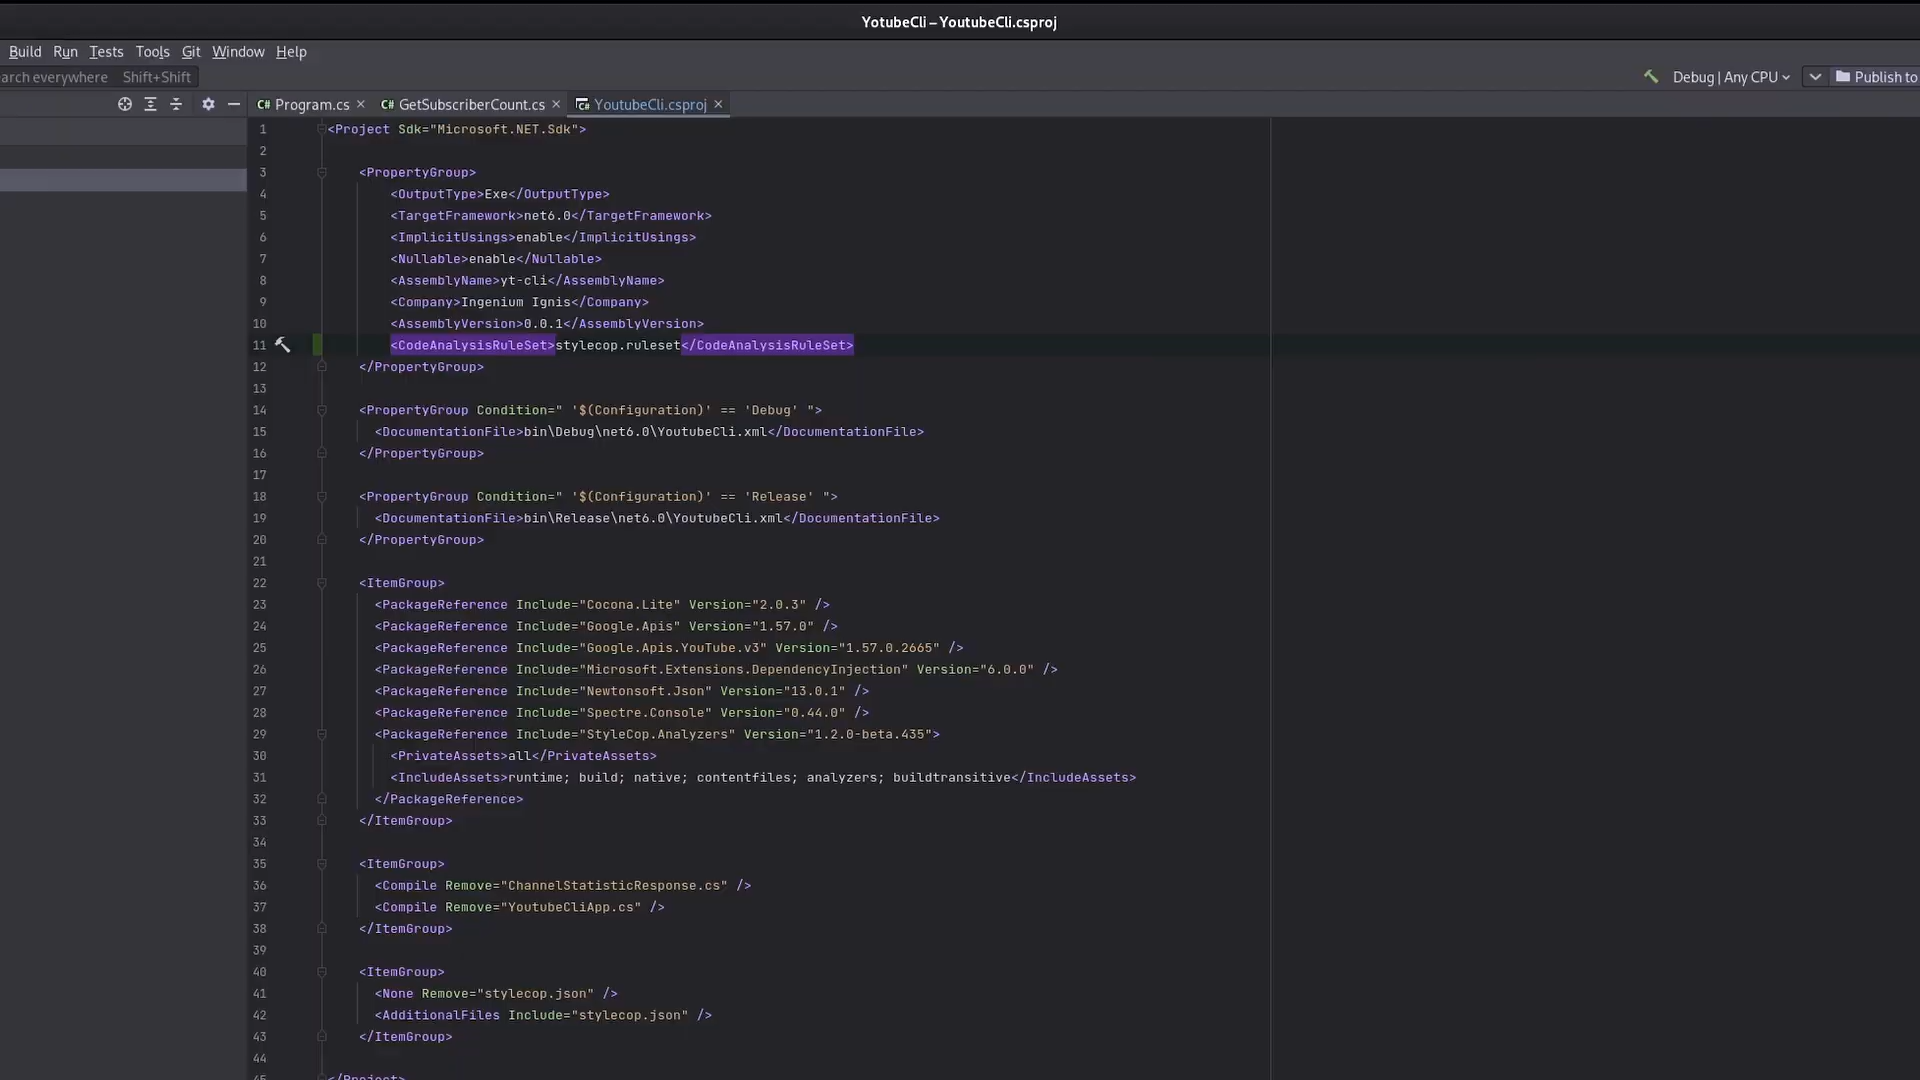 YotubeCli – YoutubeCli.csproj
Build Run Tests Tools Git Window Help
arch everywhere Shift+Shift
Debug | Any CPU
Publish to
Program.cs
GetSubscriberCount.cs
YoutubeCli.csproj
1 <Project Sdk="Microsoft.NET.Sdk">
2
3 <PropertyGroup>
4 <OutputType>Exe</OutputType>
5 <TargetFramework>net6.0</TargetFramework>
6 <ImplicitUsings>enable</ImplicitUsings>
7 <Nullable>enable</Nullable>
8 <AssemblyName>yt-cli</AssemblyName>
9 <Company>Ingenium Ignis</Company>
10 <AssemblyVersion>0.0.1</AssemblyVersion>
11 <CodeAnalysisRuleSet>stylecop.ruleset</CodeAnalysisRuleSet>
12 </PropertyGroup>
13
14 <PropertyGroup Condition=" '$(Configuration)' == 'Debug' ">
15 <DocumentationFile>bin\Debug\net6.0\YoutubeCli.xml</DocumentationFile>
16 </PropertyGroup>
17
18 <PropertyGroup Condition=" '$(Configuration)' == 'Release' ">
19 <DocumentationFile>bin\Release\net6.0\YoutubeCli.xml</DocumentationFile>
20 </PropertyGroup>
21
22 <ItemGroup>
23 <PackageReference Include="Cocona.Lite" Version="2.0.3" />
24 <PackageReference Include="Google.Apis" Version="1.57.0" />
25 <PackageReference Include="Google.Apis.YouTube.v3" Version="1.57.0.2665" />
26 <PackageReference Include="Microsoft.Extensions.DependencyInjection" Version="6.0.0" />
27 <PackageReference Include="Newtonsoft.Json" Version="13.0.1" />
28 <PackageReference Include="Spectre.Console" Version="0.44.0" />
29 <PackageReference Include="StyleCop.Analyzers" Version="1.2.0-beta.435">
30 <PrivateAssets>all</PrivateAssets>
31 <IncludeAssets>runtime; build; native; contentfiles; analyzers; buildtransitive</IncludeAssets>
32 </PackageReference>
33 </ItemGroup>
34
35 <ItemGroup>
36 <Compile Remove="ChannelStatisticResponse.cs" />
37 <Compile Remove="YoutubeCliApp.cs" />
38 </ItemGroup>
39
40 <ItemGroup>
41 <None Remove="stylecop.json" />
42 <AdditionalFiles Include="stylecop.json" />
43 </ItemGroup>
44
45 </Project>